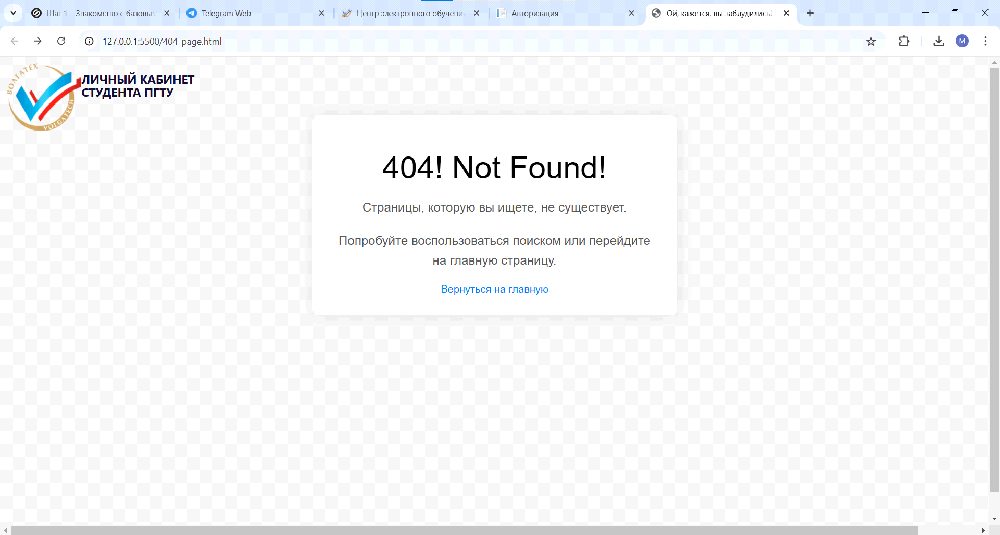 Шаг 1 – Знакомство с базовым
Telegram Web
Центр электронного обучения
Авторизация
Ой, кажется, вы заблудились!
127.0.0.1:5500/404_page.html
M
ВОЛГАТЕХ
VOLGATECH
ЛИЧНЫЙ КАБИНЕТ
СТУДЕНТА ПГТУ
404! Not Found!
Страницы, которую вы ищете, не существует.
Попробуйте воспользоваться поиском или перейдите
на главную страницу.
Вернуться на главную